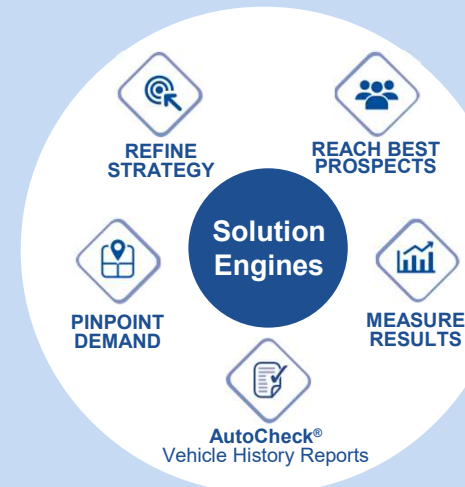 REFINE
STRATEGY
REACH BEST
PROSPECTS
Solution
Engines
PINPOINT
DEMAND
MEASURE
RESULTS
AutoCheck®
Vehicle History Reports